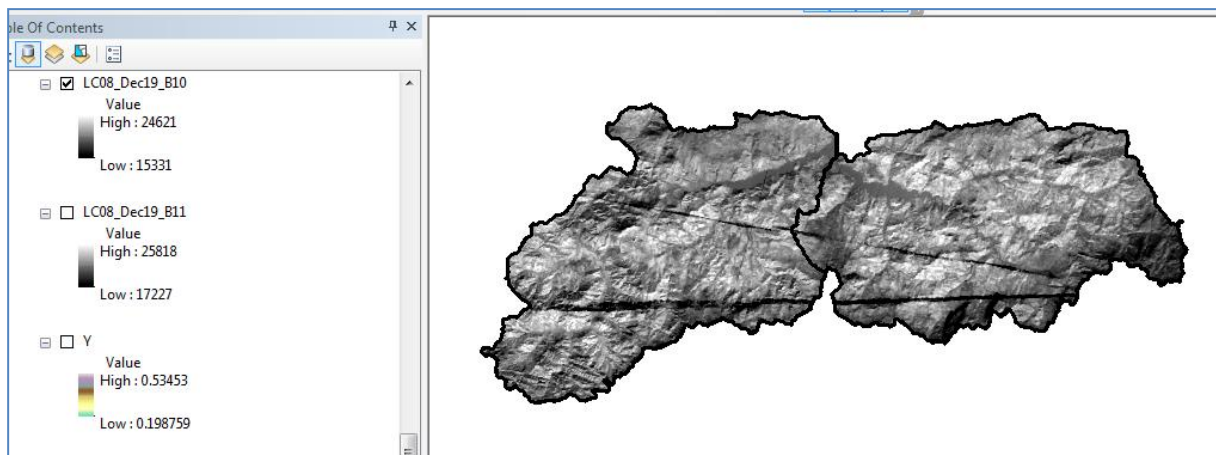 ble Of Contents
LC08_Dec19_B10
Value
High : 24621
Low : 15331
LC08_Dec19_B11
Value
High : 25818
Low : 17227
Y
Value
High : 0.53453
Low : 0.198759